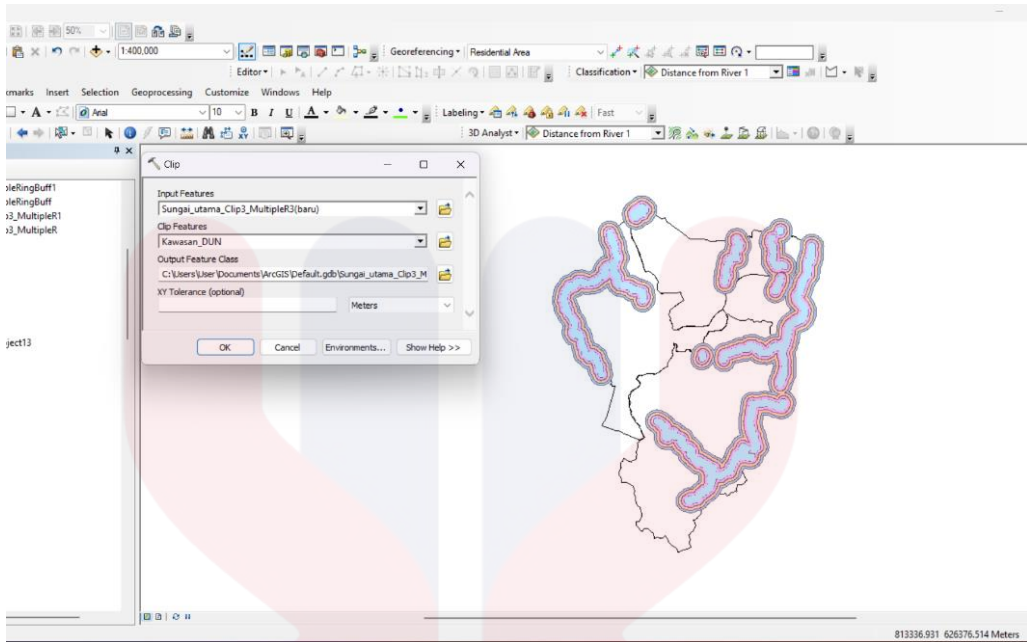 50%
1:400,000
Georeferencing
Residential Area
Editor
Classification
Distance from River 1
kmarks Insert Selection Geoprocessing Customize Windows Help
A
Arial
10
B I U A
Labeling
Fast
3D Analyst
Distance from River 1
pleRingBuff1
pleRingBuff
p3_MultipleR1
p3_MultipleR
ject13
Clip
Input Features
Sungai_utama_Clip3_MultipleR3(baru)
Clip Features
Kawasan_DUN
Output Feature Class
C:\Users\User\Documents\ArcGIS\Default.gdb\Sungai_utama_Clip3_M
XY Tolerance (optional)
Meters
OK Cancel Environments... Show Help >>
813336.931 626376.514 Meters